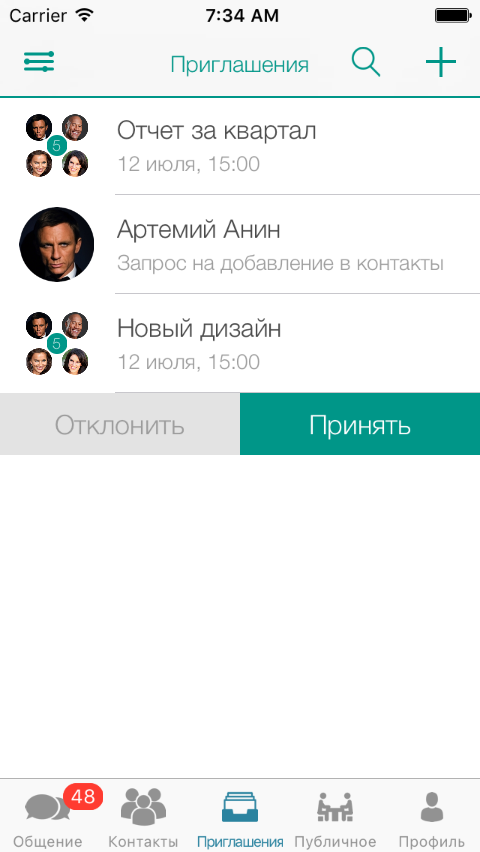 Carrier 7:34 AM
Приглашения
5
Отчет за квартал
12 июля, 15:00
Артемий Анин
Запрос на добавление в контакты
5
Новый дизайн
12 июля, 15:00
Отклонить Принять
48
Общение Контакты Приглашения Публичное Профиль